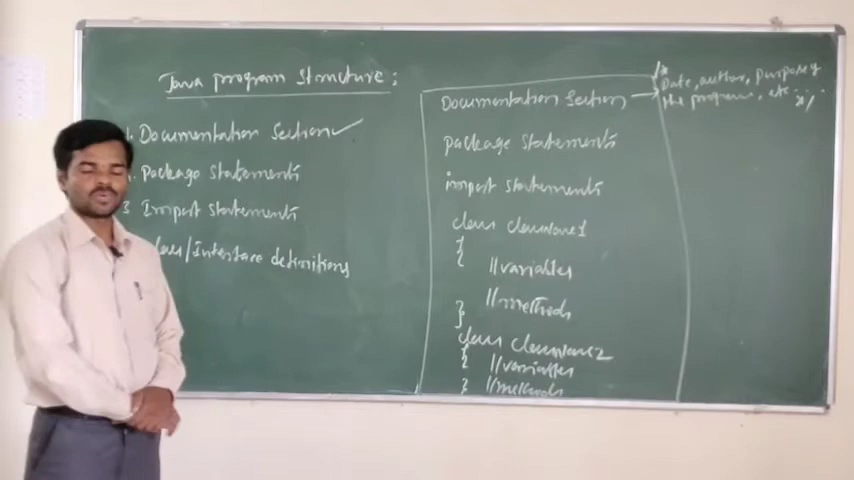 Java program structure :
1. Documentation Section ✓
. Package statements
3 Import statements
/Interface definitions
Documentation Section →
package statements
import statements
class classname1
{
//variables
//methods
}
class classname2
{ //variables
} //methods
/*
Date, author, purpose of
the program, etc....
*/